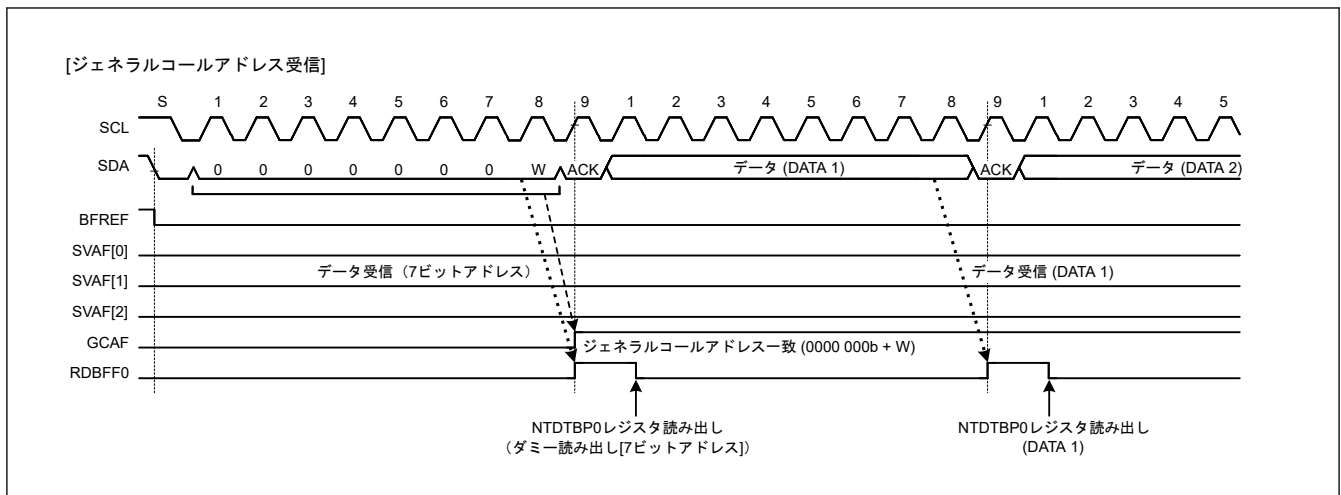 [ジェネラルコールアドレス受信]
S 1 2 3 4 5 6 7 8 9 1 2 3 4 5 6 7 8 9 1 2 3 4 5
SCL
SDA 0 0 0 0 0 0 0 W ACK データ (DATA 1) ACK データ (DATA 2)
BFREF
SVAF[0]
データ受信（7ビットアドレス） データ受信 (DATA 1)
SVAF[1]
SVAF[2]
GCAF
ジェネラルコールアドレス一致 (0000 000b + W)
RDBFF0
NTDTBP0レジスタ読み出し NTDTBP0レジスタ読み出し
（ダミー読み出し[7ビットアドレス]） (DATA 1)